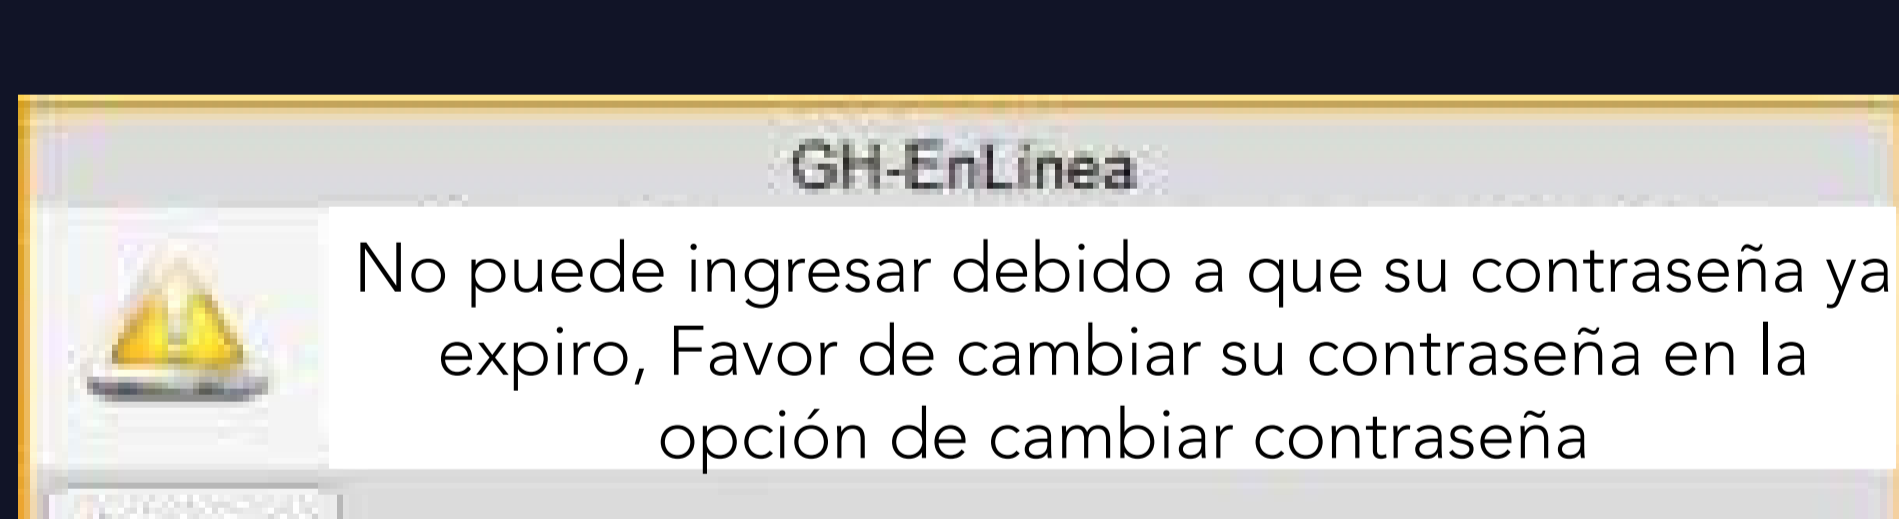 GH-EnLinea
No puede ingresar debido a que su contraseña ya
expiro, Favor de cambiar su contraseña en la
opción de cambiar contraseña